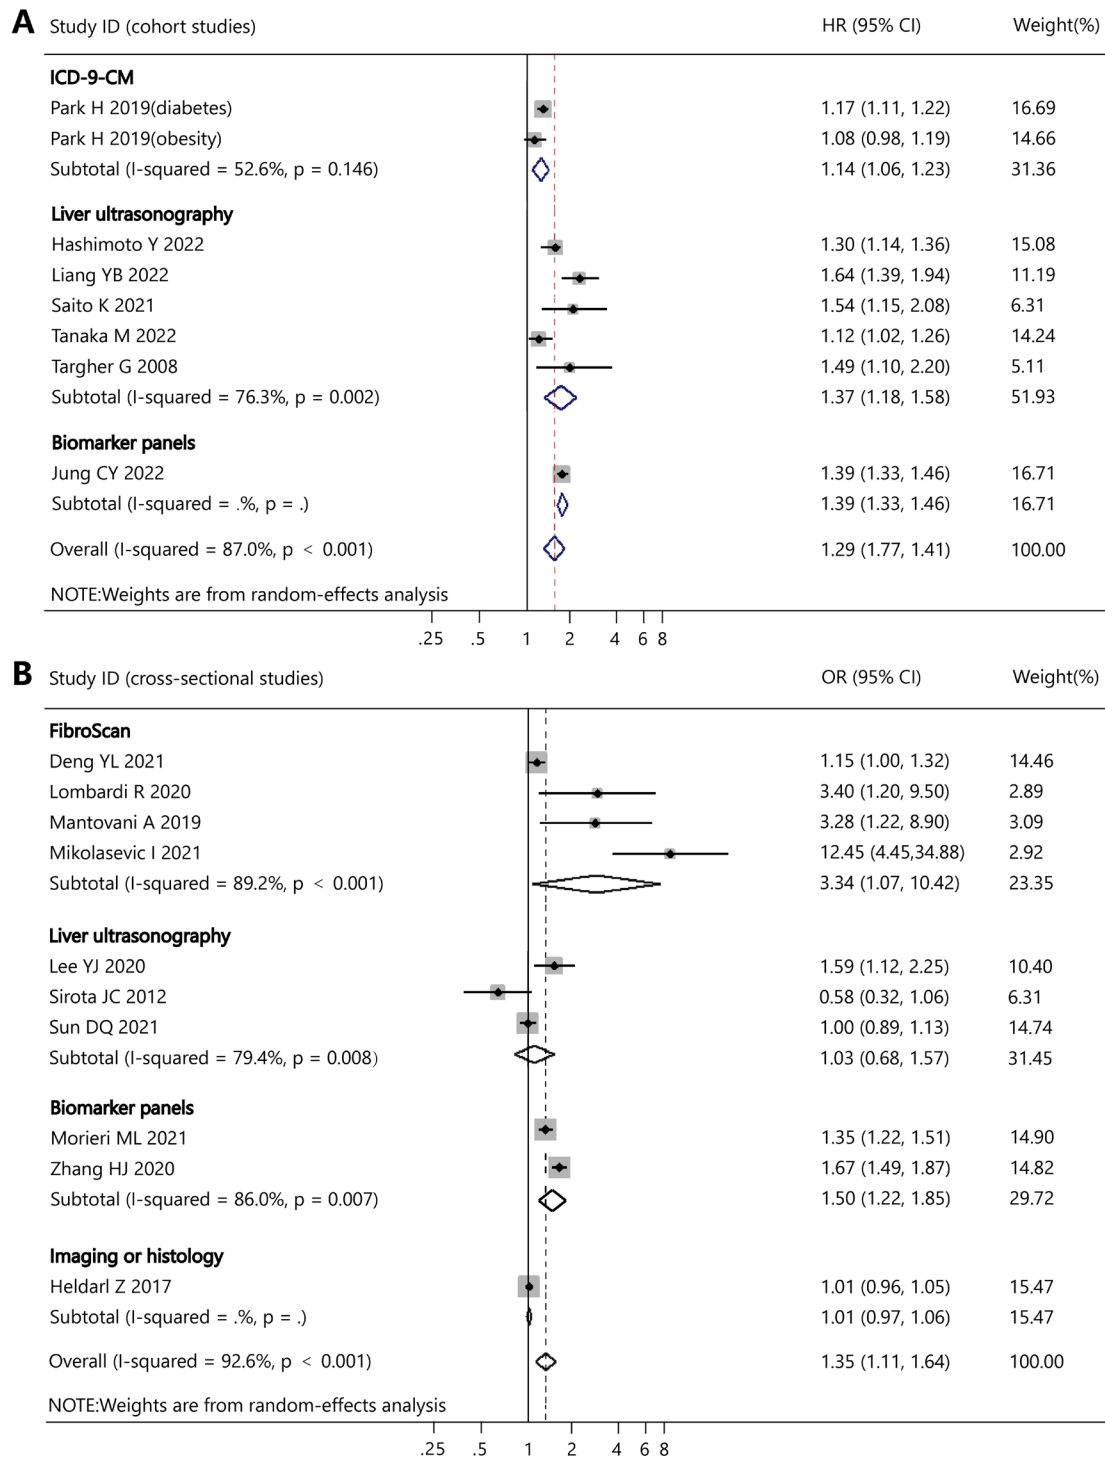 A Study ID (cohort studies) HR (95% CI) Weight(%)
ICD-9-CM
Park H 2019(diabetes) 1.17 (1.11, 1.22) 16.69
Park H 2019(obesity) 1.08 (0.98, 1.19) 14.66
Subtotal (I-squared = 52.6%, p = 0.146) 1.14 (1.06, 1.23) 31.36
Liver ultrasonography
Hashimoto Y 2022 1.30 (1.14, 1.36) 15.08
Liang YB 2022 1.64 (1.39, 1.94) 11.19
Saito K 2021 1.54 (1.15, 2.08) 6.31
Tanaka M 2022 1.12 (1.02, 1.26) 14.24
Targher G 2008 1.49 (1.10, 2.20) 5.11
Subtotal (I-squared = 76.3%, p = 0.002) 1.37 (1.18, 1.58) 51.93
Biomarker panels
Jung CY 2022 1.39 (1.33, 1.46) 16.71
Subtotal (I-squared = .%, p = .) 1.39 (1.33, 1.46) 16.71
Overall (I-squared = 87.0%, p < 0.001) 1.29 (1.77, 1.41) 100.00
NOTE:Weights are from random-effects analysis
.25 .5 1 2 4 6 8
B Study ID (cross-sectional studies) OR (95% CI) Weight(%)
FibroScan
Deng YL 2021 1.15 (1.00, 1.32) 14.46
Lombardi R 2020 3.40 (1.20, 9.50) 2.89
Mantovani A 2019 3.28 (1.22, 8.90) 3.09
Mikolasevic I 2021 12.45 (4.45,34.88) 2.92
Subtotal (I-squared = 89.2%, p < 0.001) 3.34 (1.07, 10.42) 23.35
Liver ultrasonography
Lee YJ 2020 1.59 (1.12, 2.25) 10.40
Sirota JC 2012 0.58 (0.32, 1.06) 6.31
Sun DQ 2021 1.00 (0.89, 1.13) 14.74
Subtotal (I-squared = 79.4%, p = 0.008) 1.03 (0.68, 1.57) 31.45
Biomarker panels
Morieri ML 2021 1.35 (1.22, 1.51) 14.90
Zhang HJ 2020 1.67 (1.49, 1.87) 14.82
Subtotal (I-squared = 86.0%, p = 0.007) 1.50 (1.22, 1.85) 29.72
Imaging or histology
Heldarl Z 2017 1.01 (0.96, 1.05) 15.47
Subtotal (I-squared = .%, p = .) 1.01 (0.97, 1.06) 15.47
Overall (I-squared = 92.6%, p < 0.001) 1.35 (1.11, 1.64) 100.00
NOTE:Weights are from random-effects analysis
.25 .5 1 2 4 6 8